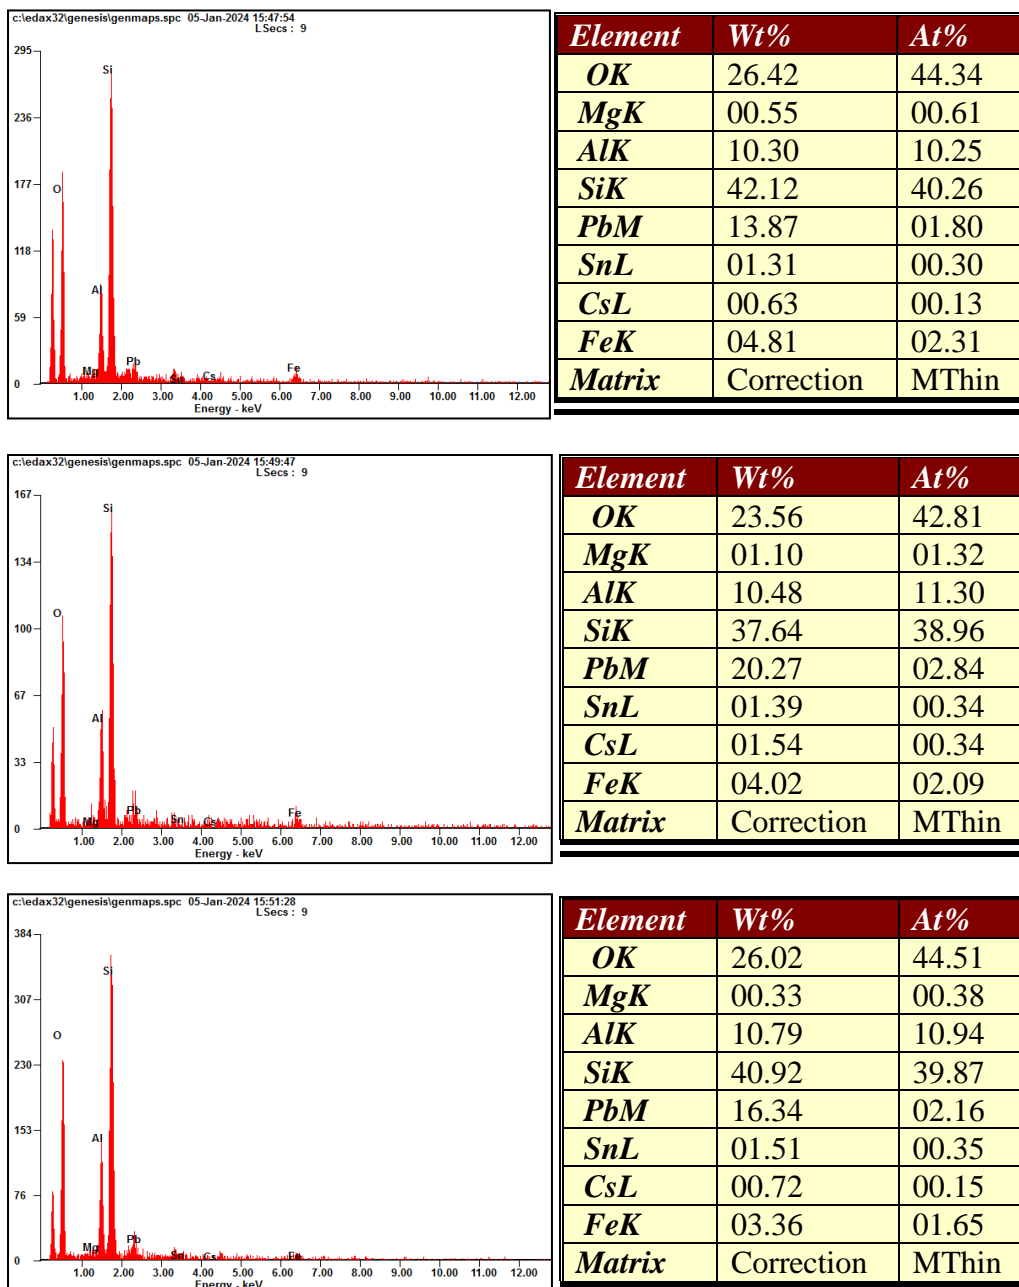 c:\edax32\genesis\genmaps.spc 05-Jan-2024 15:47:54
LSecs : 9
295
236
177
118
59
0
O
Si
Al
Mg
Pb
Sn
Cs
Fe
1.00 2.00 3.00 4.00 5.00 6.00 7.00 8.00 9.00 10.00 11.00 12.00
Energy - keV
Element Wt% At%
OK 26.42 44.34
MgK 00.55 00.61
AlK 10.30 10.25
SiK 42.12 40.26
PbM 13.87 01.80
SnL 01.31 00.30
CsL 00.63 00.13
FeK 04.81 02.31
Matrix Correction MThin
c:\edax32\genesis\genmaps.spc 05-Jan-2024 15:49:47
LSecs : 9
167
134
100
67
33
0
O
Si
Al
Mg
Pb
Sn
Cs
Fe
1.00 2.00 3.00 4.00 5.00 6.00 7.00 8.00 9.00 10.00 11.00 12.00
Energy - keV
Element Wt% At%
OK 23.56 42.81
MgK 01.10 01.32
AlK 10.48 11.30
SiK 37.64 38.96
PbM 20.27 02.84
SnL 01.39 00.34
CsL 01.54 00.34
FeK 04.02 02.09
Matrix Correction MThin
c:\edax32\genesis\genmaps.spc 05-Jan-2024 15:51:28
LSecs : 9
384
307
230
153
76
0
O
Si
Al
Mg
Pb
Sn
Cs
Fe
1.00 2.00 3.00 4.00 5.00 6.00 7.00 8.00 9.00 10.00 11.00 12.00
Energy - keV
Element Wt% At%
OK 26.02 44.51
MgK 00.33 00.38
AlK 10.79 10.94
SiK 40.92 39.87
PbM 16.34 02.16
SnL 01.51 00.35
CsL 00.72 00.15
FeK 03.36 01.65
Matrix Correction MThin